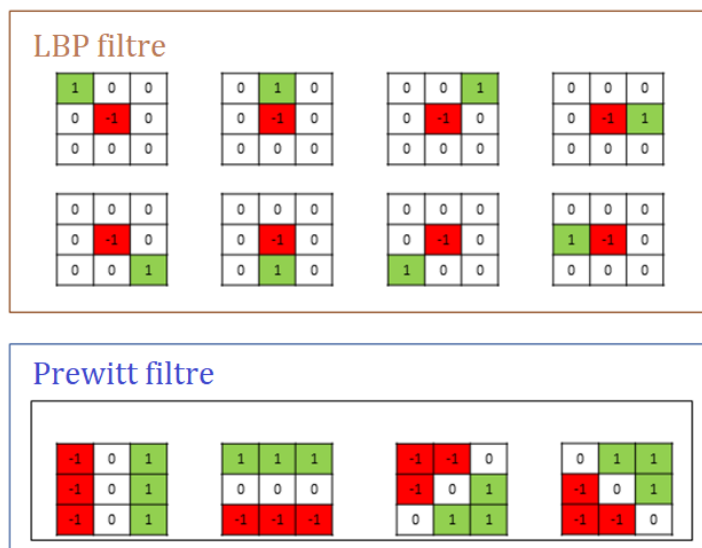 LBP filtre
1 0 0 0 1 0 0 0 1 0 0 0
0 -1 0 0 -1 0 0 -1 0 0 -1 1
0 0 0 0 0 0 0 0 0 0 0 0
0 0 0 0 0 0 0 0 0 0 0 0
0 -1 0 0 -1 0 0 -1 0 1 -1 0
0 0 1 0 1 0 1 0 0 0 0 0
Prewitt filtre
-1 0 1 1 1 1 -1 -1 0 0 1 1
-1 0 1 0 0 0 -1 0 1 -1 0 1
-1 0 1 -1 -1 -1 0 1 1 -1 -1 0